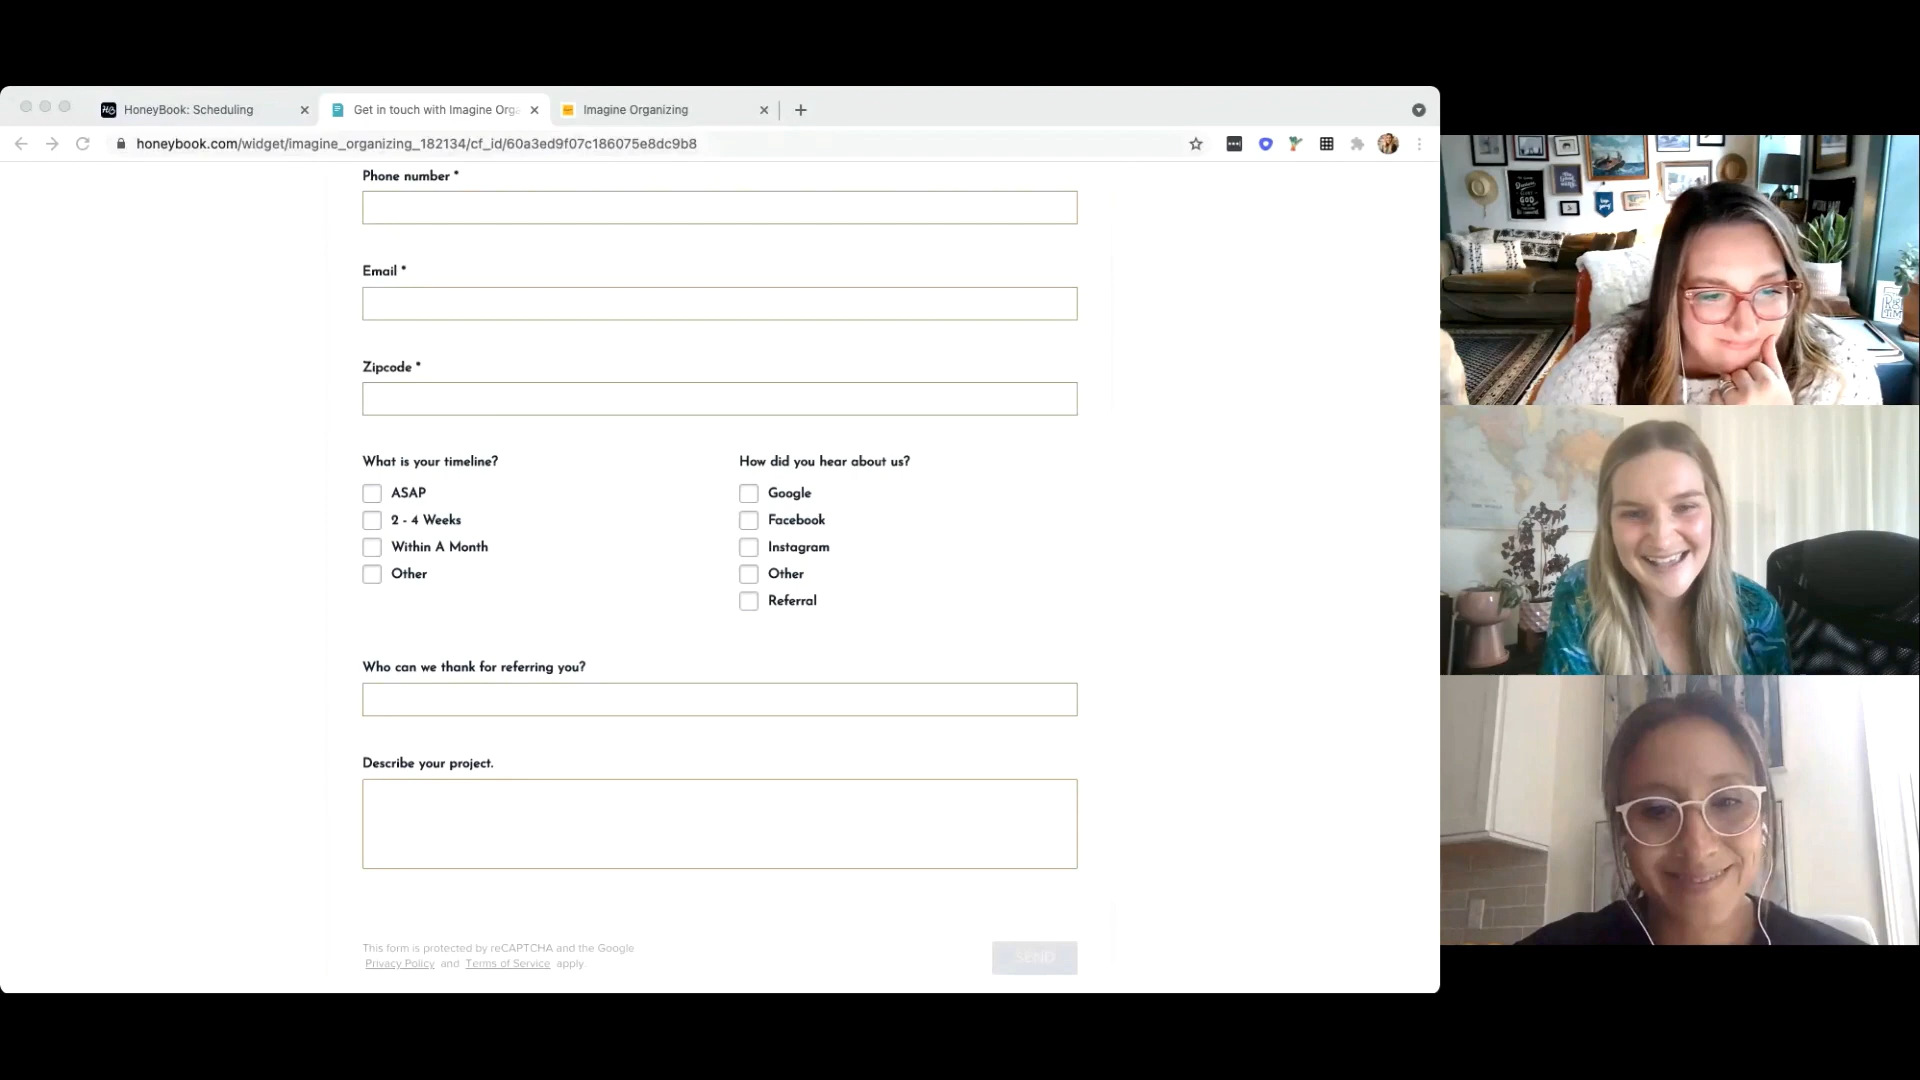 HoneyBook: Scheduling
Get in touch with Imagine Org
Imagine Organizing
honeybook.com/widget/imagine_organizing_182134/cf_id/60a3ed9f07c186075e8dc9b8
Phone number *
Email *
Zipcode *
What is your timeline?
ASAP
2 - 4 Weeks
Within A Month
Other
How did you hear about us?
Google
Facebook
Instagram
Other
Referral
Who can we thank for referring you?
Describe your project.
This form is protected by reCAPTCHA and the Google
Privacy Policy and Terms of Service apply.
SEND